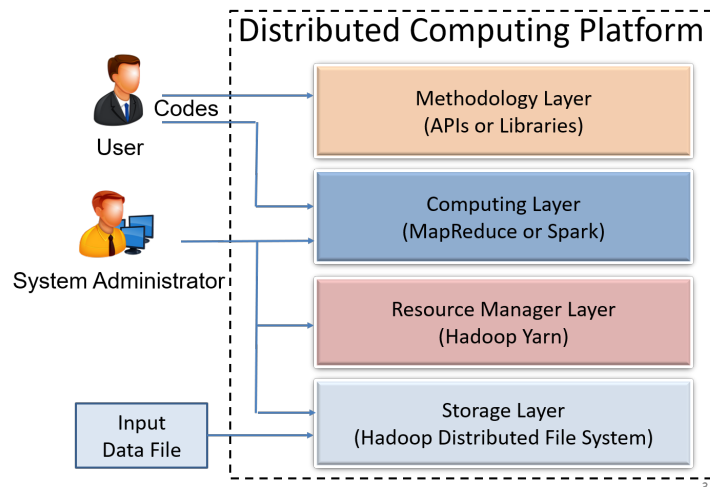 Distributed Computing Platform
Codes
User
Methodology Layer
(APIs or Libraries)
Computing Layer
(MapReduce or Spark)
System Administrator
Resource Manager Layer
(Hadoop Yarn)
Input
Data File
Storage Layer
(Hadoop Distributed File System)
3